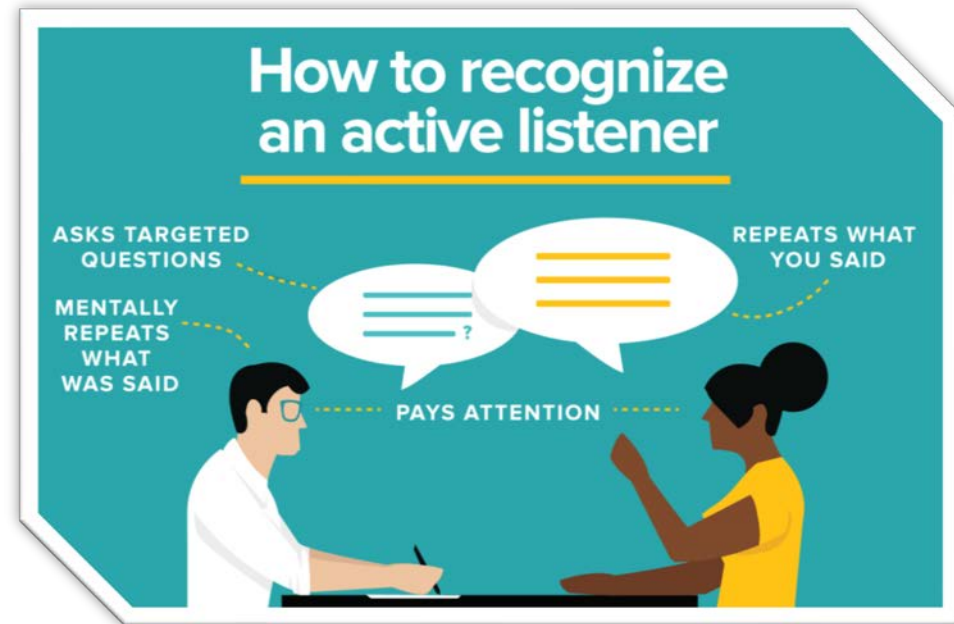 How to recognize
an active listener
ASKS TARGETED
QUESTIONS
REPEATS WHAT
YOU SAID
MENTALLY
REPEATS
WHAT
WAS SAID
?
PAYS ATTENTION